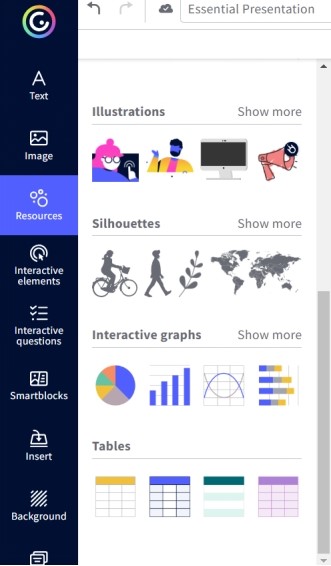 Essential Presentation
Text
Image
Resources
Interactive
elements
Interactive
questions
Smartblocks
Insert
Background
Illustrations Show more
Silhouettes Show more
Interactive graphs Show more
Tables